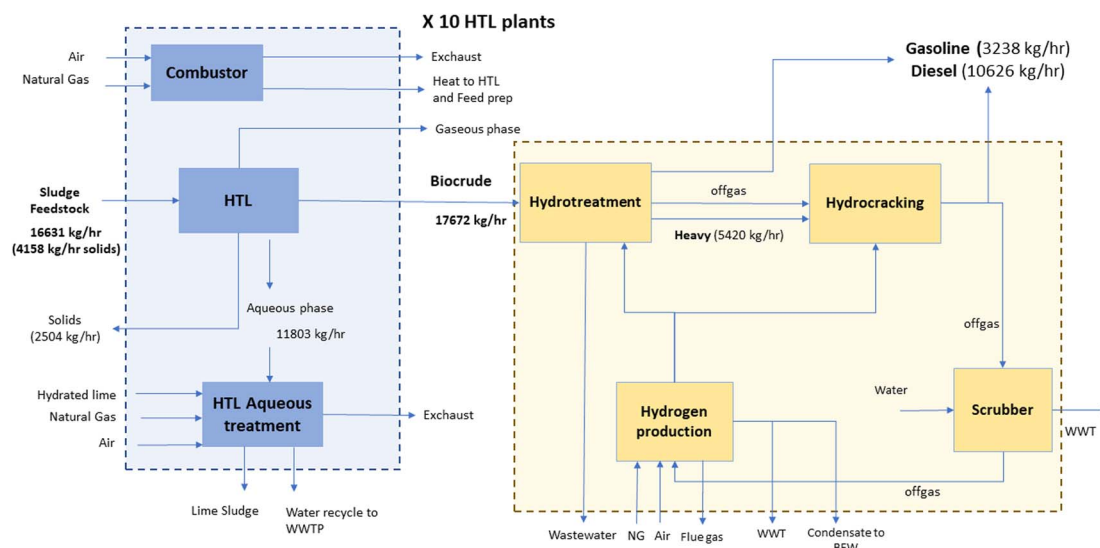 X 10 HTL plants
Air
Natural Gas
Combustor
Exhaust
Heat to HTL
and Feed prep
Gaseous phase
Gasoline (3238 kg/hr)
Diesel (10626 kg/hr)
Sludge
Feedstock
16631 kg/hr
(4158 kg/hr solids)
HTL
Biocrude
17672 kg/hr
Hydrotreatment
offgas
Heavy (5420 kg/hr)
Hydrocracking
Solids
(2504 kg/hr)
Aqueous phase
11803 kg/hr
offgas
Hydrated lime
Natural Gas
Air
HTL Aqueous
treatment
Exhaust
Hydrogen
production
Water
Scrubber
WWT
offgas
Lime Sludge
Water recycle to
WWTP
Wastewater
NG
Air
Flue gas
WWT
Condensate to
BFW